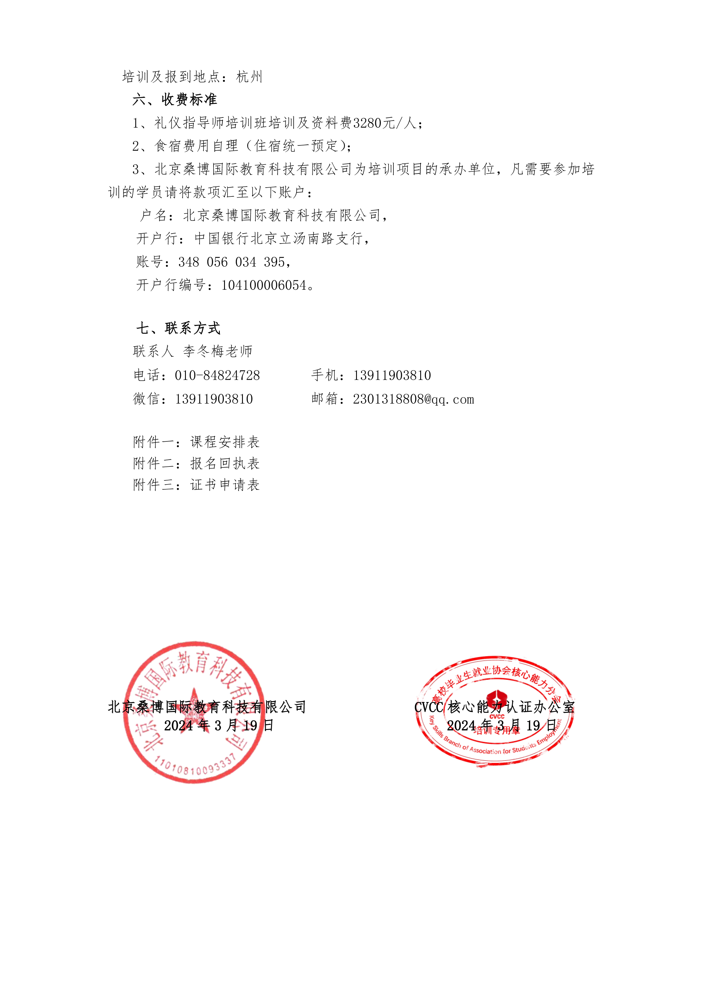 培训及报到地点：杭州
六、收费标准
1、礼仪指导师培训班培训及资料费3280元/人；
2、食宿费用自理（住宿统一预定）；
3、北京桑博国际教育科技有限公司为培训项目的承办单位，凡需要参加培
训的学员请将款项汇至以下账户：
户名：北京桑博国际教育科技有限公司，
开户行：中国银行北京立汤南路支行，
账号：348 056 034 395，
开户行编号：104100006054。
七、联系方式
联系人 李冬梅老师
电话：010-84824728 手机：13911903810
微信：13911903810 邮箱：2301318808@qq.com
附件一：课程安排表
附件二：报名回执表
附件三：证书申请表
北京桑博国际教育科技有限公司
2024 年 3 月 19 日
北京桑博国际教育科技有限公司
11010810093337
CVCC 核心能力认证办公室
2024 年 3 月 19 日
高校毕业生就业协会核心能力分会
CVCC
培训专用章
Key Skills Branch of Association for Students Employment